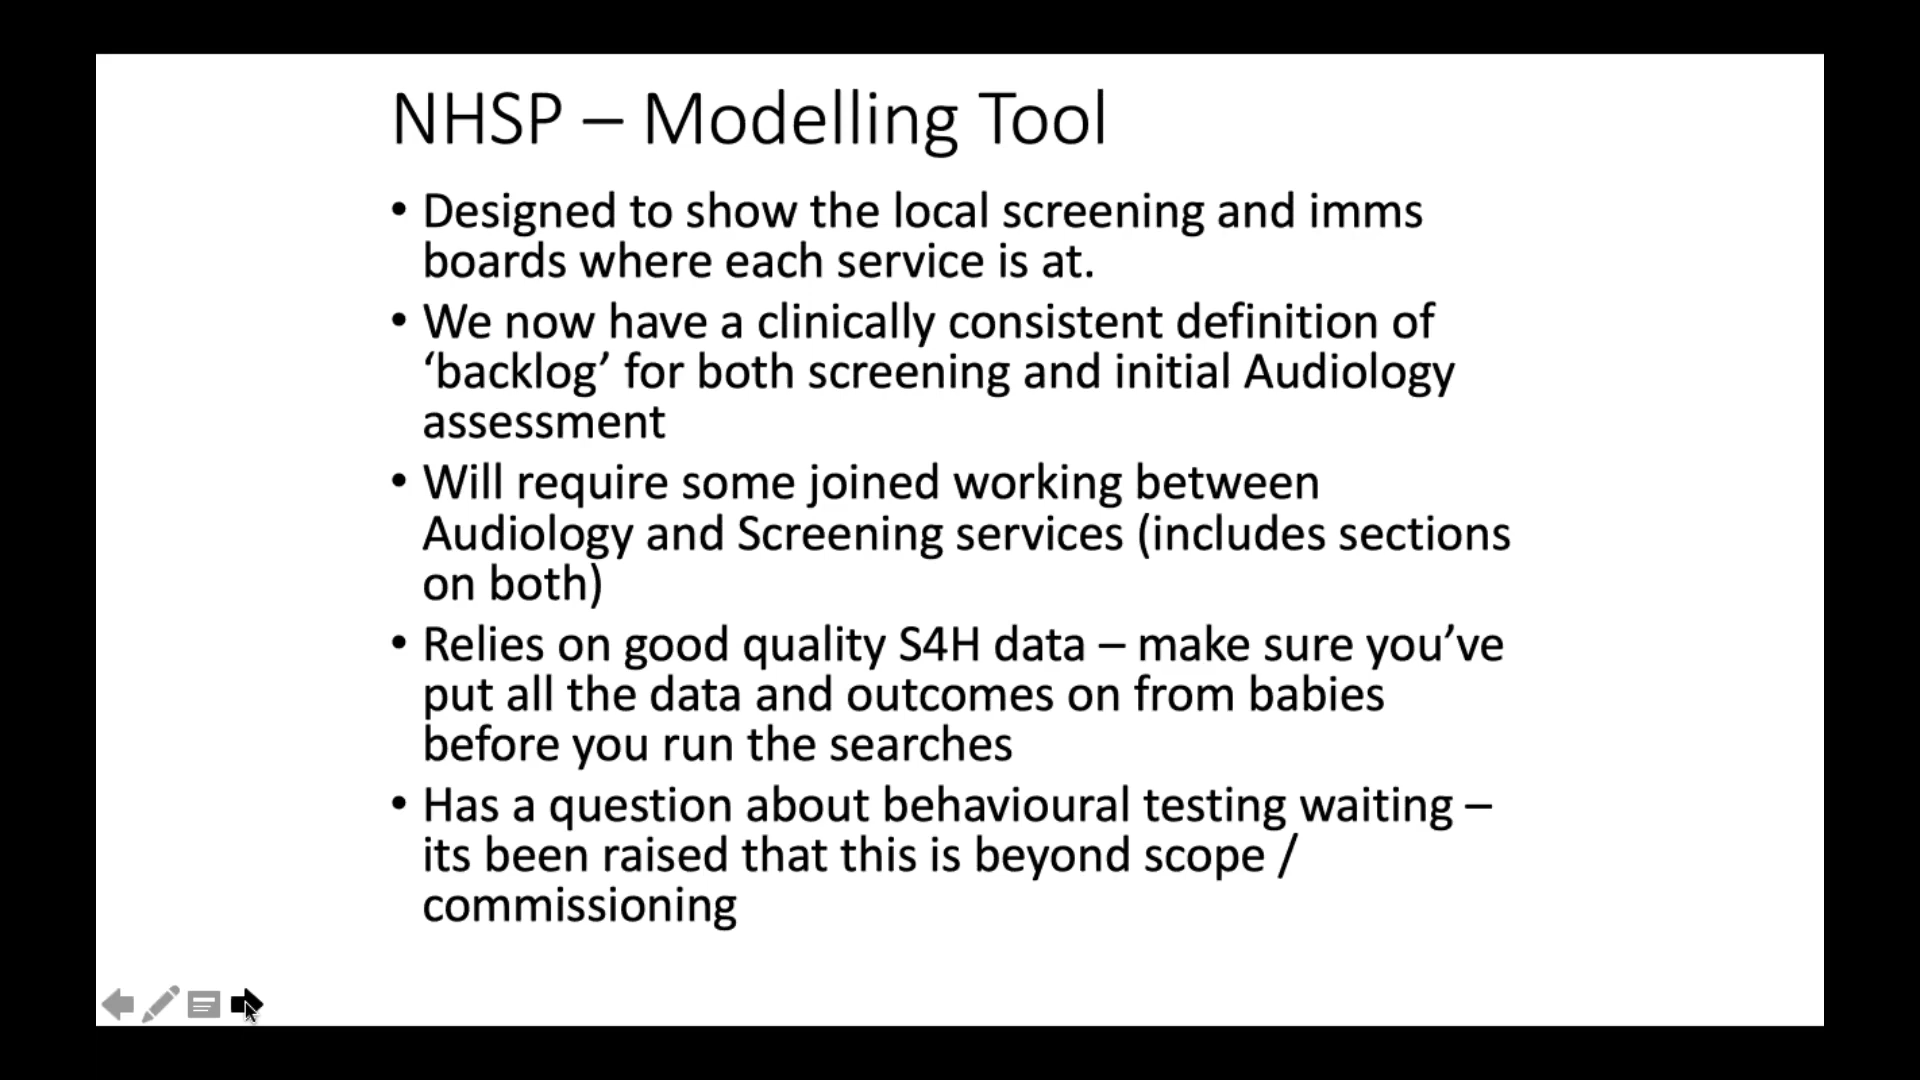 NHSP – Modelling Tool
• Designed to show the local screening and imms
boards where each service is at.
• We now have a clinically consistent definition of
‘backlog’ for both screening and initial Audiology
assessment
• Will require some joined working between
Audiology and Screening services (includes sections
on both)
• Relies on good quality S4H data – make sure you’ve
put all the data and outcomes on from babies
before you run the searches
• Has a question about behavioural testing waiting –
its been raised that this is beyond scope /
commissioning